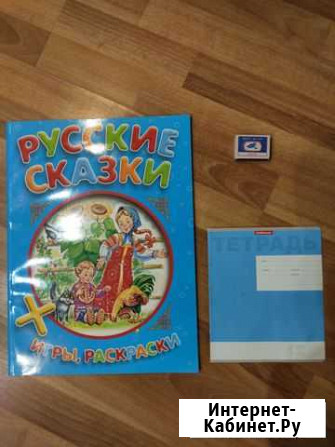 РУССКИЕ
СКАЗКИ
+
ИГРЫ, РАСКРАСКИ
ТЕТРАДЬ
Интернет-
Кабинет.Ру